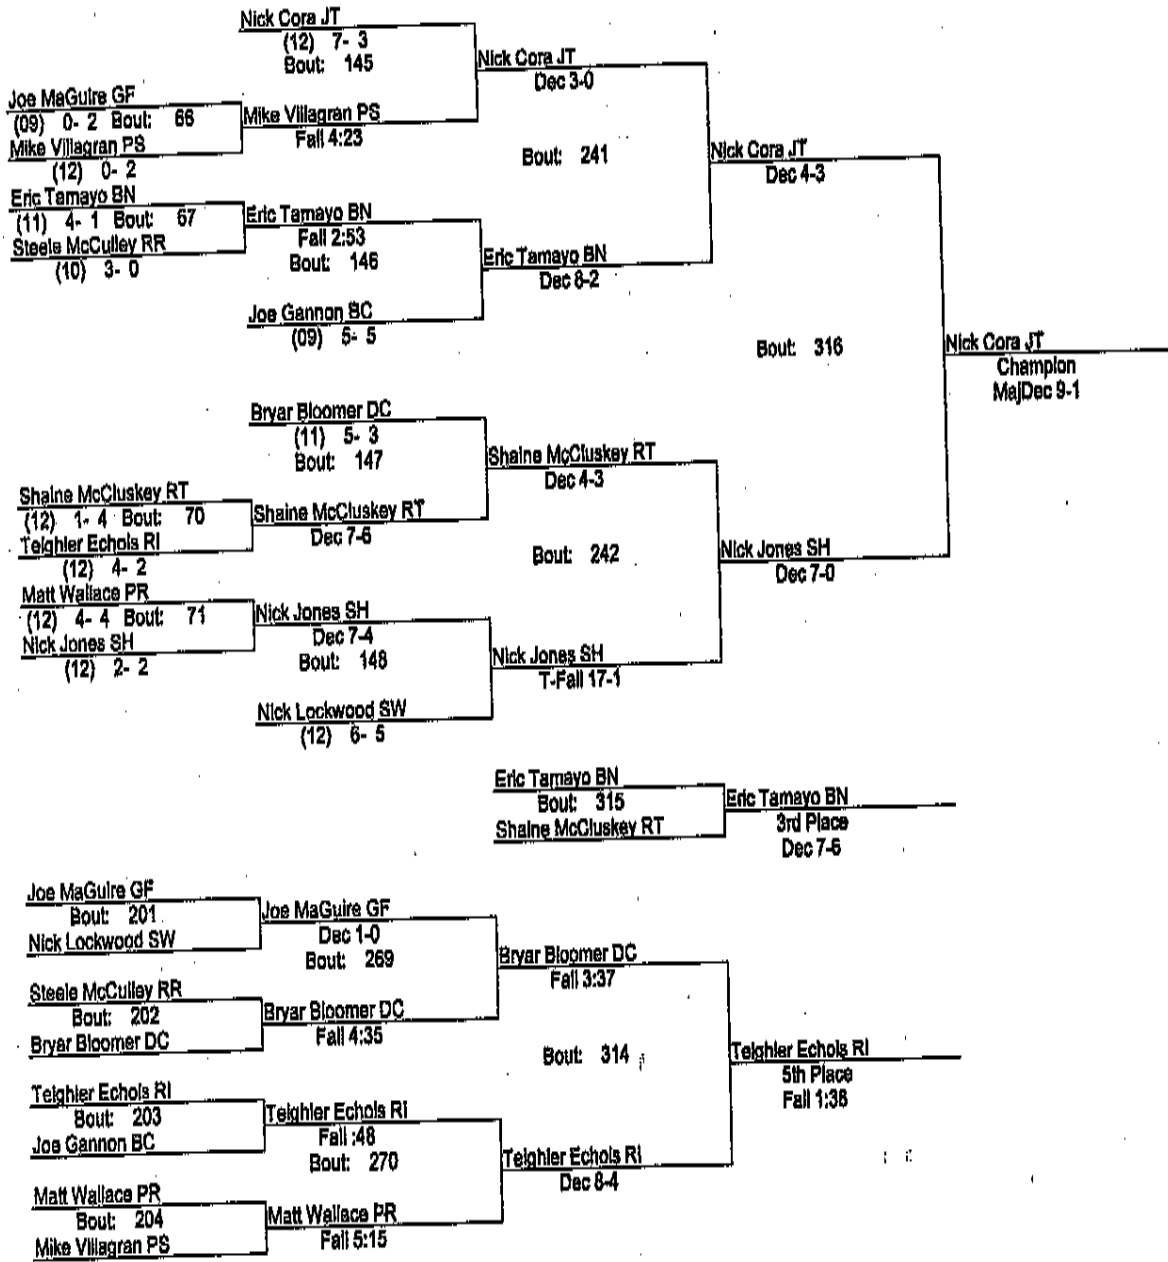 Nick Cora JT
(12) 7- 3
Bout: 145
Nick Cora JT
Dec 3-0
Joe MaGuire GF
(09) 0- 2 Bout: 66
Mike Villagran PS
(12) 0- 2
Mike Villagran PS
Fall 4:23
Bout: 241
Nick Cora JT
Dec 4-3
Eric Tamayo BN
(11) 4- 1 Bout: 67
Steele McCulley RR
(10) 3- 0
Eric Tamayo BN
Fall 2:53
Bout: 146
Eric Tamayo BN
Dec 8-2
Joe Gannon BC
(09) 5- 5
Bout: 316
Nick Cora JT
Champion
MajDec 9-1
Bryar Bloomer DC
(11) 5- 3
Bout: 147
Shaine McCluskey RT
Dec 4-3
Shaine McCluskey RT
(12) 1- 4 Bout: 70
Teighler Echols RI
(12) 4- 2
Shaine McCluskey RT
Dec 7-6
Bout: 242
Nick Jones SH
Dec 7-0
Matt Wallace PR
(12) 4- 4 Bout: 71
Nick Jones SH
(12) 2- 2
Nick Jones SH
Dec 7-4
Bout: 148
Nick Jones SH
T-Fall 17-1
Nick Lockwood SW
(12) 6- 5
Eric Tamayo BN
Bout: 315
Shaine McCluskey RT
Eric Tamayo BN
3rd Place
Dec 7-6
Joe MaGuire GF
Bout: 201
Nick Lockwood SW
Joe MaGuire GF
Dec 1-0
Bout: 269
Bryar Bloomer DC
Fall 3:37
Steele McCulley RR
Bout: 202
Bryar Bloomer DC
Bryar Bloomer DC
Fall 4:35
Bout: 314
Teighler Echols RI
5th Place
Fall 1:36
Teighler Echols RI
Bout: 203
Joe Gannon BC
Teighler Echols RI
Fall :48
Bout: 270
Teighler Echols RI
Dec 8-4
Matt Wallace PR
Bout: 204
Mike Villagran PS
Matt Wallace PR
Fall 5:15